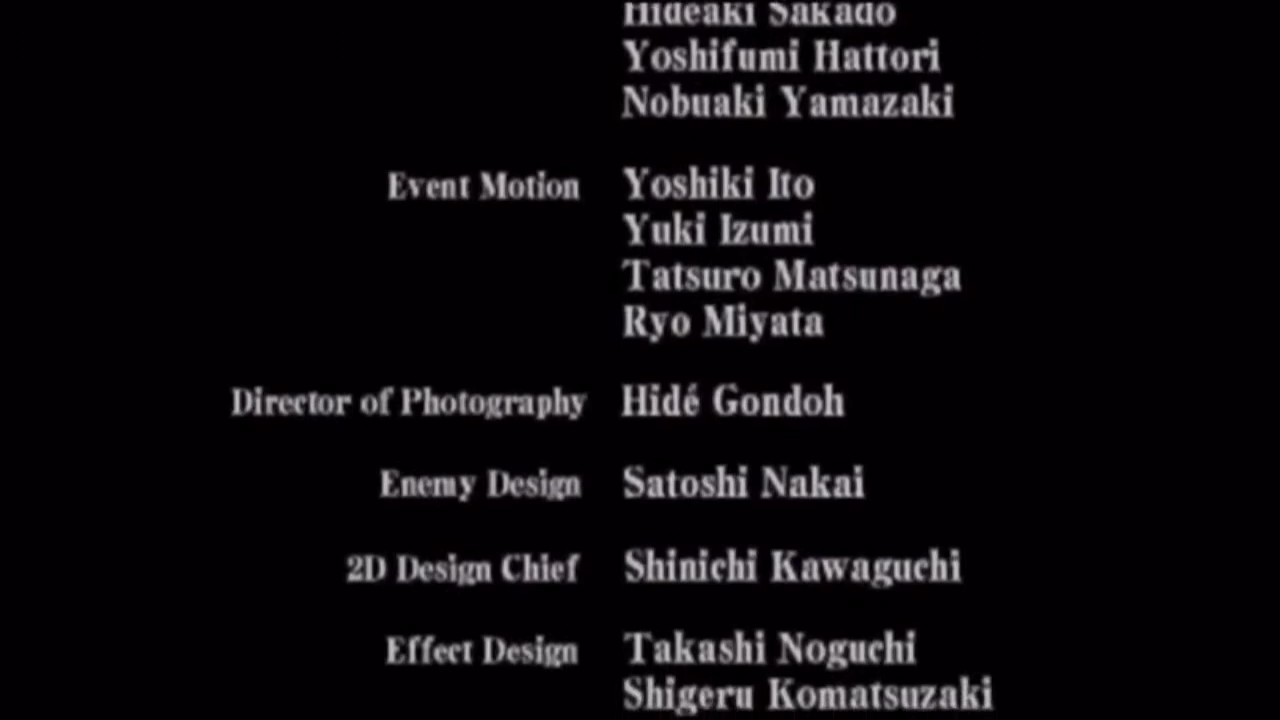 Hideaki Sakado
Yoshifumi Hattori
Nobuaki Yamazaki
Event Motion Yoshiki Ito
Yuki Izumi
Tatsuro Matsunaga
Ryo Miyata
Director of Photography Hidé Gondoh
Enemy Design Satoshi Nakai
2D Design Chief Shinichi Kawaguchi
Effect Design Takashi Noguchi
Shigeru Komatsuzaki